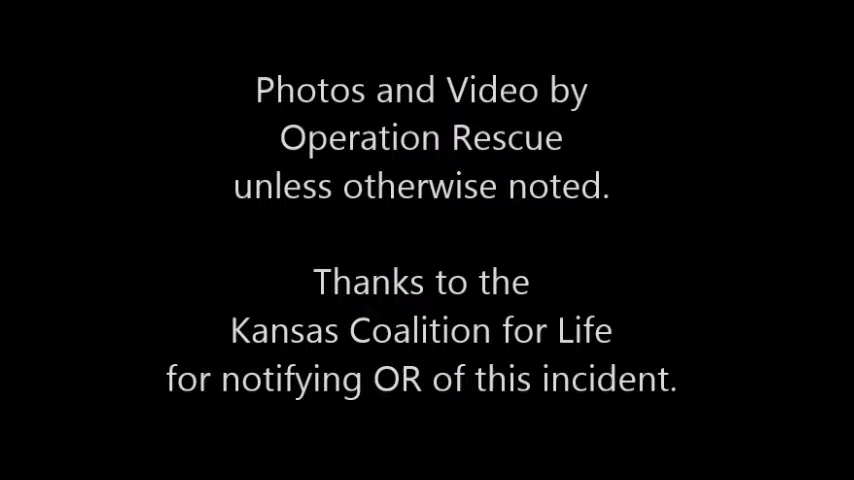 Photos and Video by
Operation Rescue
unless otherwise noted.
Thanks to the
Kansas Coalition for Life
for notifying OR of this incident.